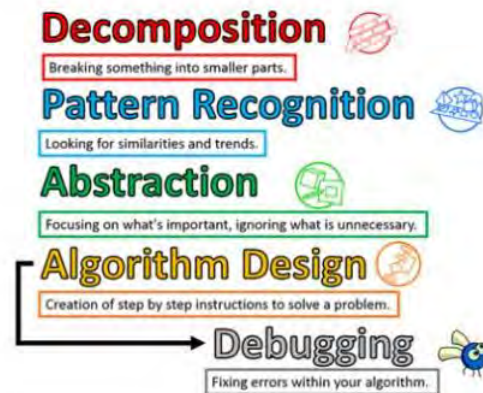 Decomposition
Breaking something into smaller parts.
Pattern Recognition
Looking for similarities and trends.
Abstraction
Focusing on what's important, ignoring what is unnecessary.
Algorithm Design
Creation of step by step instructions to solve a problem.
Debugging
Fixing errors within your algorithm.